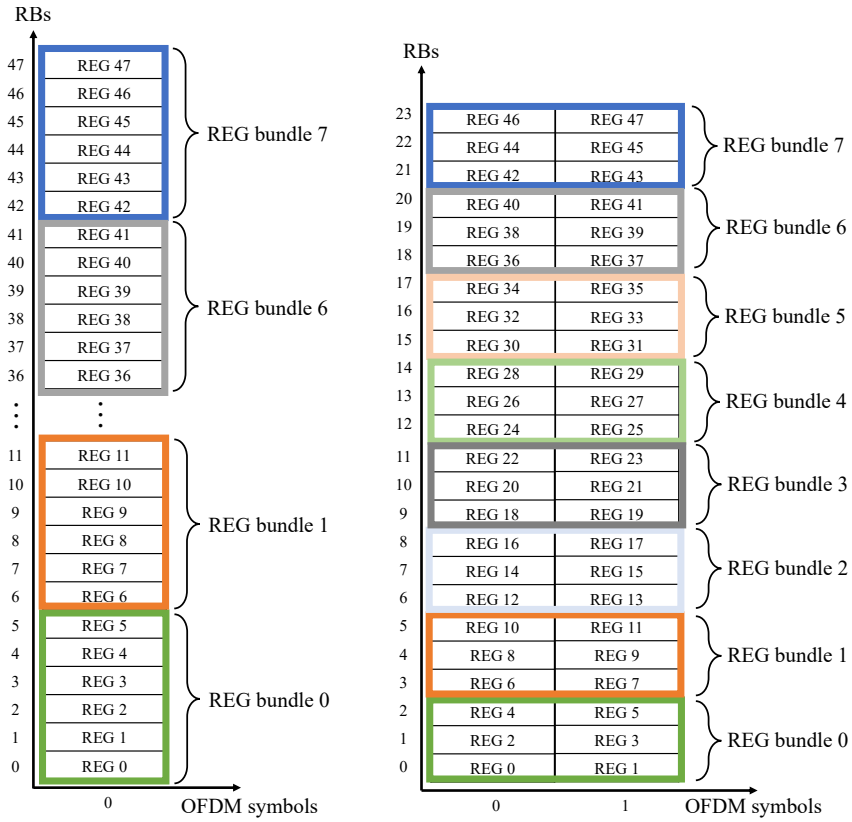 RBs
47 REG 47
46 REG 46
45 REG 45
44 REG 44
43 REG 43
42 REG 42
REG bundle 7
41 REG 41
40 REG 40
39 REG 39
38 REG 38
37 REG 37
36 REG 36
REG bundle 6
11 REG 11
10 REG 10
9 REG 9
8 REG 8
7 REG 7
6 REG 6
REG bundle 1
5 REG 5
4 REG 4
3 REG 3
2 REG 2
1 REG 1
0 REG 0
REG bundle 0
0
OFDM symbols
RBs
23 REG 46 REG 47
22 REG 44 REG 45
21 REG 42 REG 43
REG bundle 7
20 REG 40 REG 41
19 REG 38 REG 39
18 REG 36 REG 37
REG bundle 6
17 REG 34 REG 35
16 REG 32 REG 33
15 REG 30 REG 31
REG bundle 5
14 REG 28 REG 29
13 REG 26 REG 27
12 REG 24 REG 25
REG bundle 4
11 REG 22 REG 23
10 REG 20 REG 21
9 REG 18 REG 19
REG bundle 3
8 REG 16 REG 17
7 REG 14 REG 15
6 REG 12 REG 13
REG bundle 2
5 REG 10 REG 11
4 REG 8 REG 9
3 REG 6 REG 7
REG bundle 1
2 REG 4 REG 5
1 REG 2 REG 3
0 REG 0 REG 1
REG bundle 0
0 1
OFDM symbols